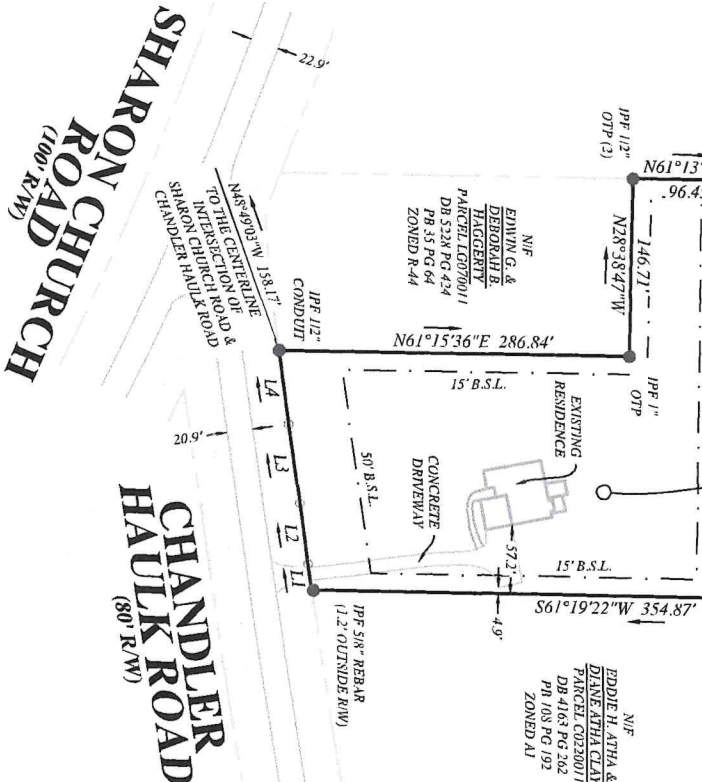 SHARON CHURCH
ROAD
(100' R/W)
22.9'
N48°49'03"W 158.17'
TO THE CENTERLINE
INTERSECTION OF
SHARON CHURCH ROAD &
CHANDLER HAULK ROAD
IPF 1/2"
OTP (2)
N61°13'
96.4
N/F
EDWIN G. &
DEBORAH B.
HAGGERTY
PARCEL LG070011
DB 5228 PG 424
PB 35 PG 64
ZONED R-44
146.71'
N28°38'47"W
IPF 1/2"
CONDUIT
N61°15'36"E 286.84'
IPF 1"
OTP
15' B.S.L.
EXISTING
RESIDENCE
50' B.S.L.
CONCRETE
DRIVEWAY
57.2'
15' B.S.L.
4.9'
S61°19'22"W 354.87'
L4
L3
L2
L1
20.9'
IPF 5/8" REBAR
(1.2' OUTSIDE R/W)
CHANDLER
HAULK ROAD
(80' R/W)
N/F
EDDIE H. ATHA &
DIANE ATHA CLAY
PARCEL C0220011
DB 4163 PG 262
PB 108 PG 192
ZONED A1